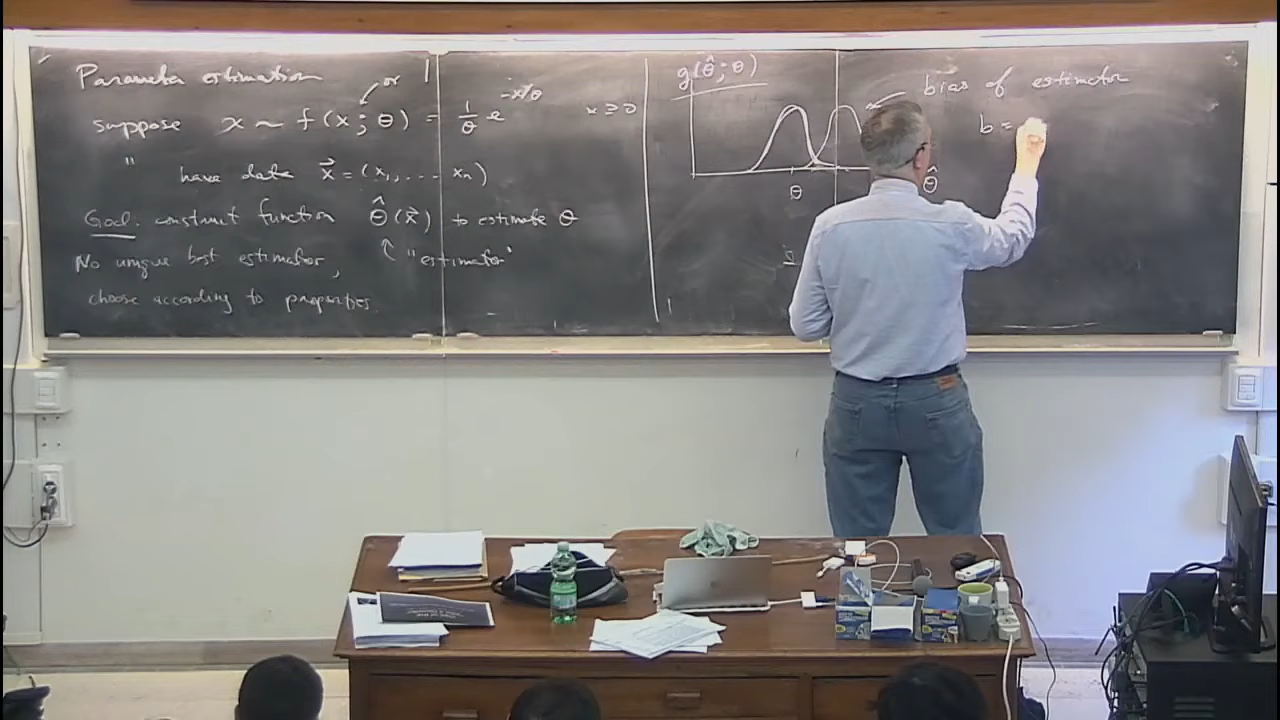 Parameter estimation
or |
suppose x ~ f(x; θ) = 1/θ e^{-x/θ} x ≥ 0
" have data x⃗ = (x₁, ... xₙ)
Goal: construct function θ̂(x⃗) to estimate θ
No unique best estimator, "estimator"
choose according to properties.
g(θ̂; θ)
θ
θ̂
bias of estimator
b =